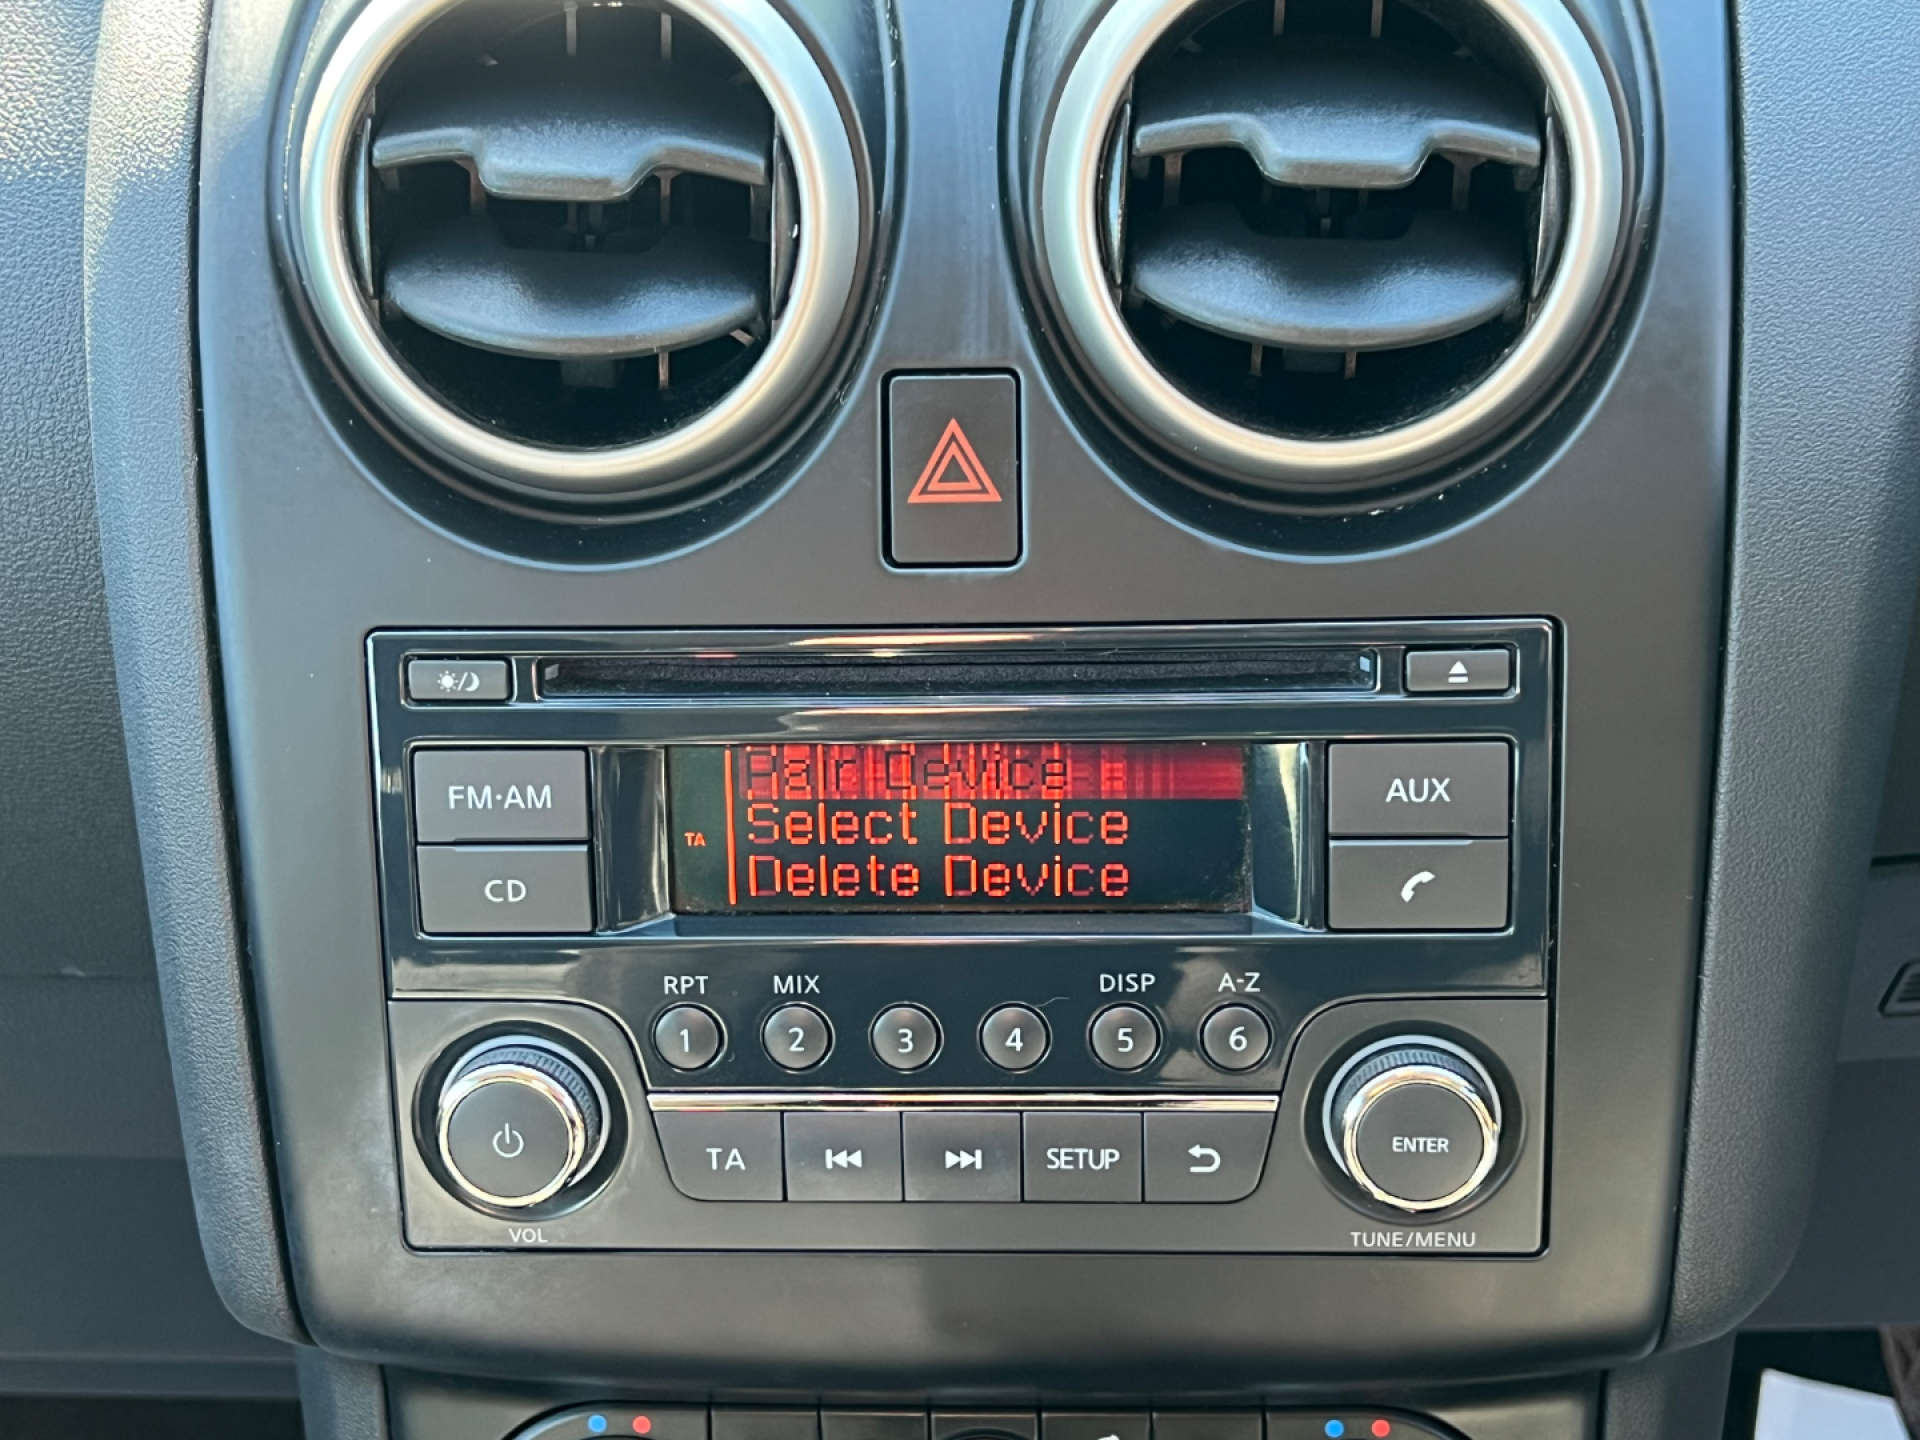 Pair Device
FM·AM
AUX
TA
Select Device
Delete Device
CD
RPT MIX DISP A-Z
1 2 3 4 5 6
TA SETUP ENTER
VOL
TUNE/MENU